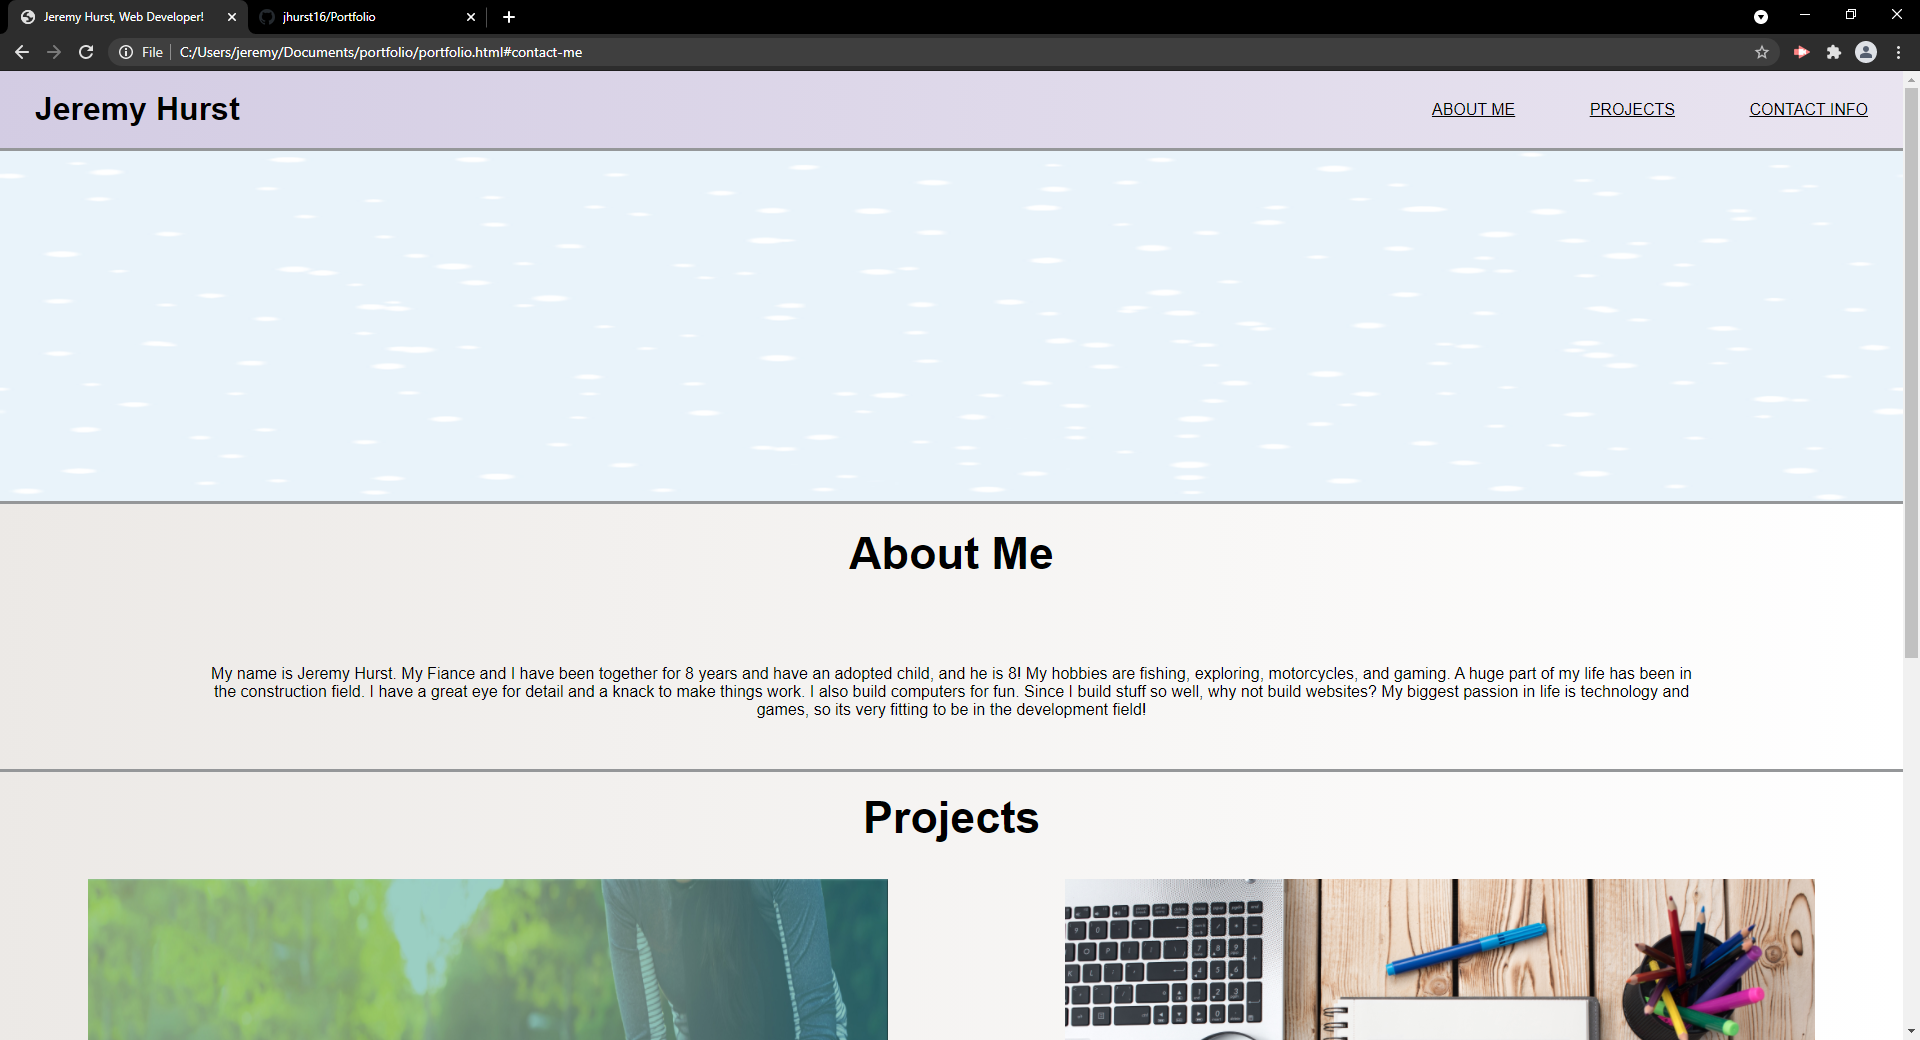 Jeremy Hurst, Web Developer!
jhurst16/Portfolio
File
C:/Users/jeremy/Documents/portfolio/portfolio.html#contact-me
Jeremy Hurst
ABOUT ME
PROJECTS
CONTACT INFO
About Me
My name is Jeremy Hurst. My Fiance and I have been together for 8 years and have an adopted child, and he is 8! My hobbies are fishing, exploring, motorcycles, and gaming. A huge part of my life has been in
the construction field. I have a great eye for detail and a knack to make things work. I also build computers for fun. Since I build stuff so well, why not build websites? My biggest passion in life is technology and
games, so its very fitting to be in the development field!
Projects